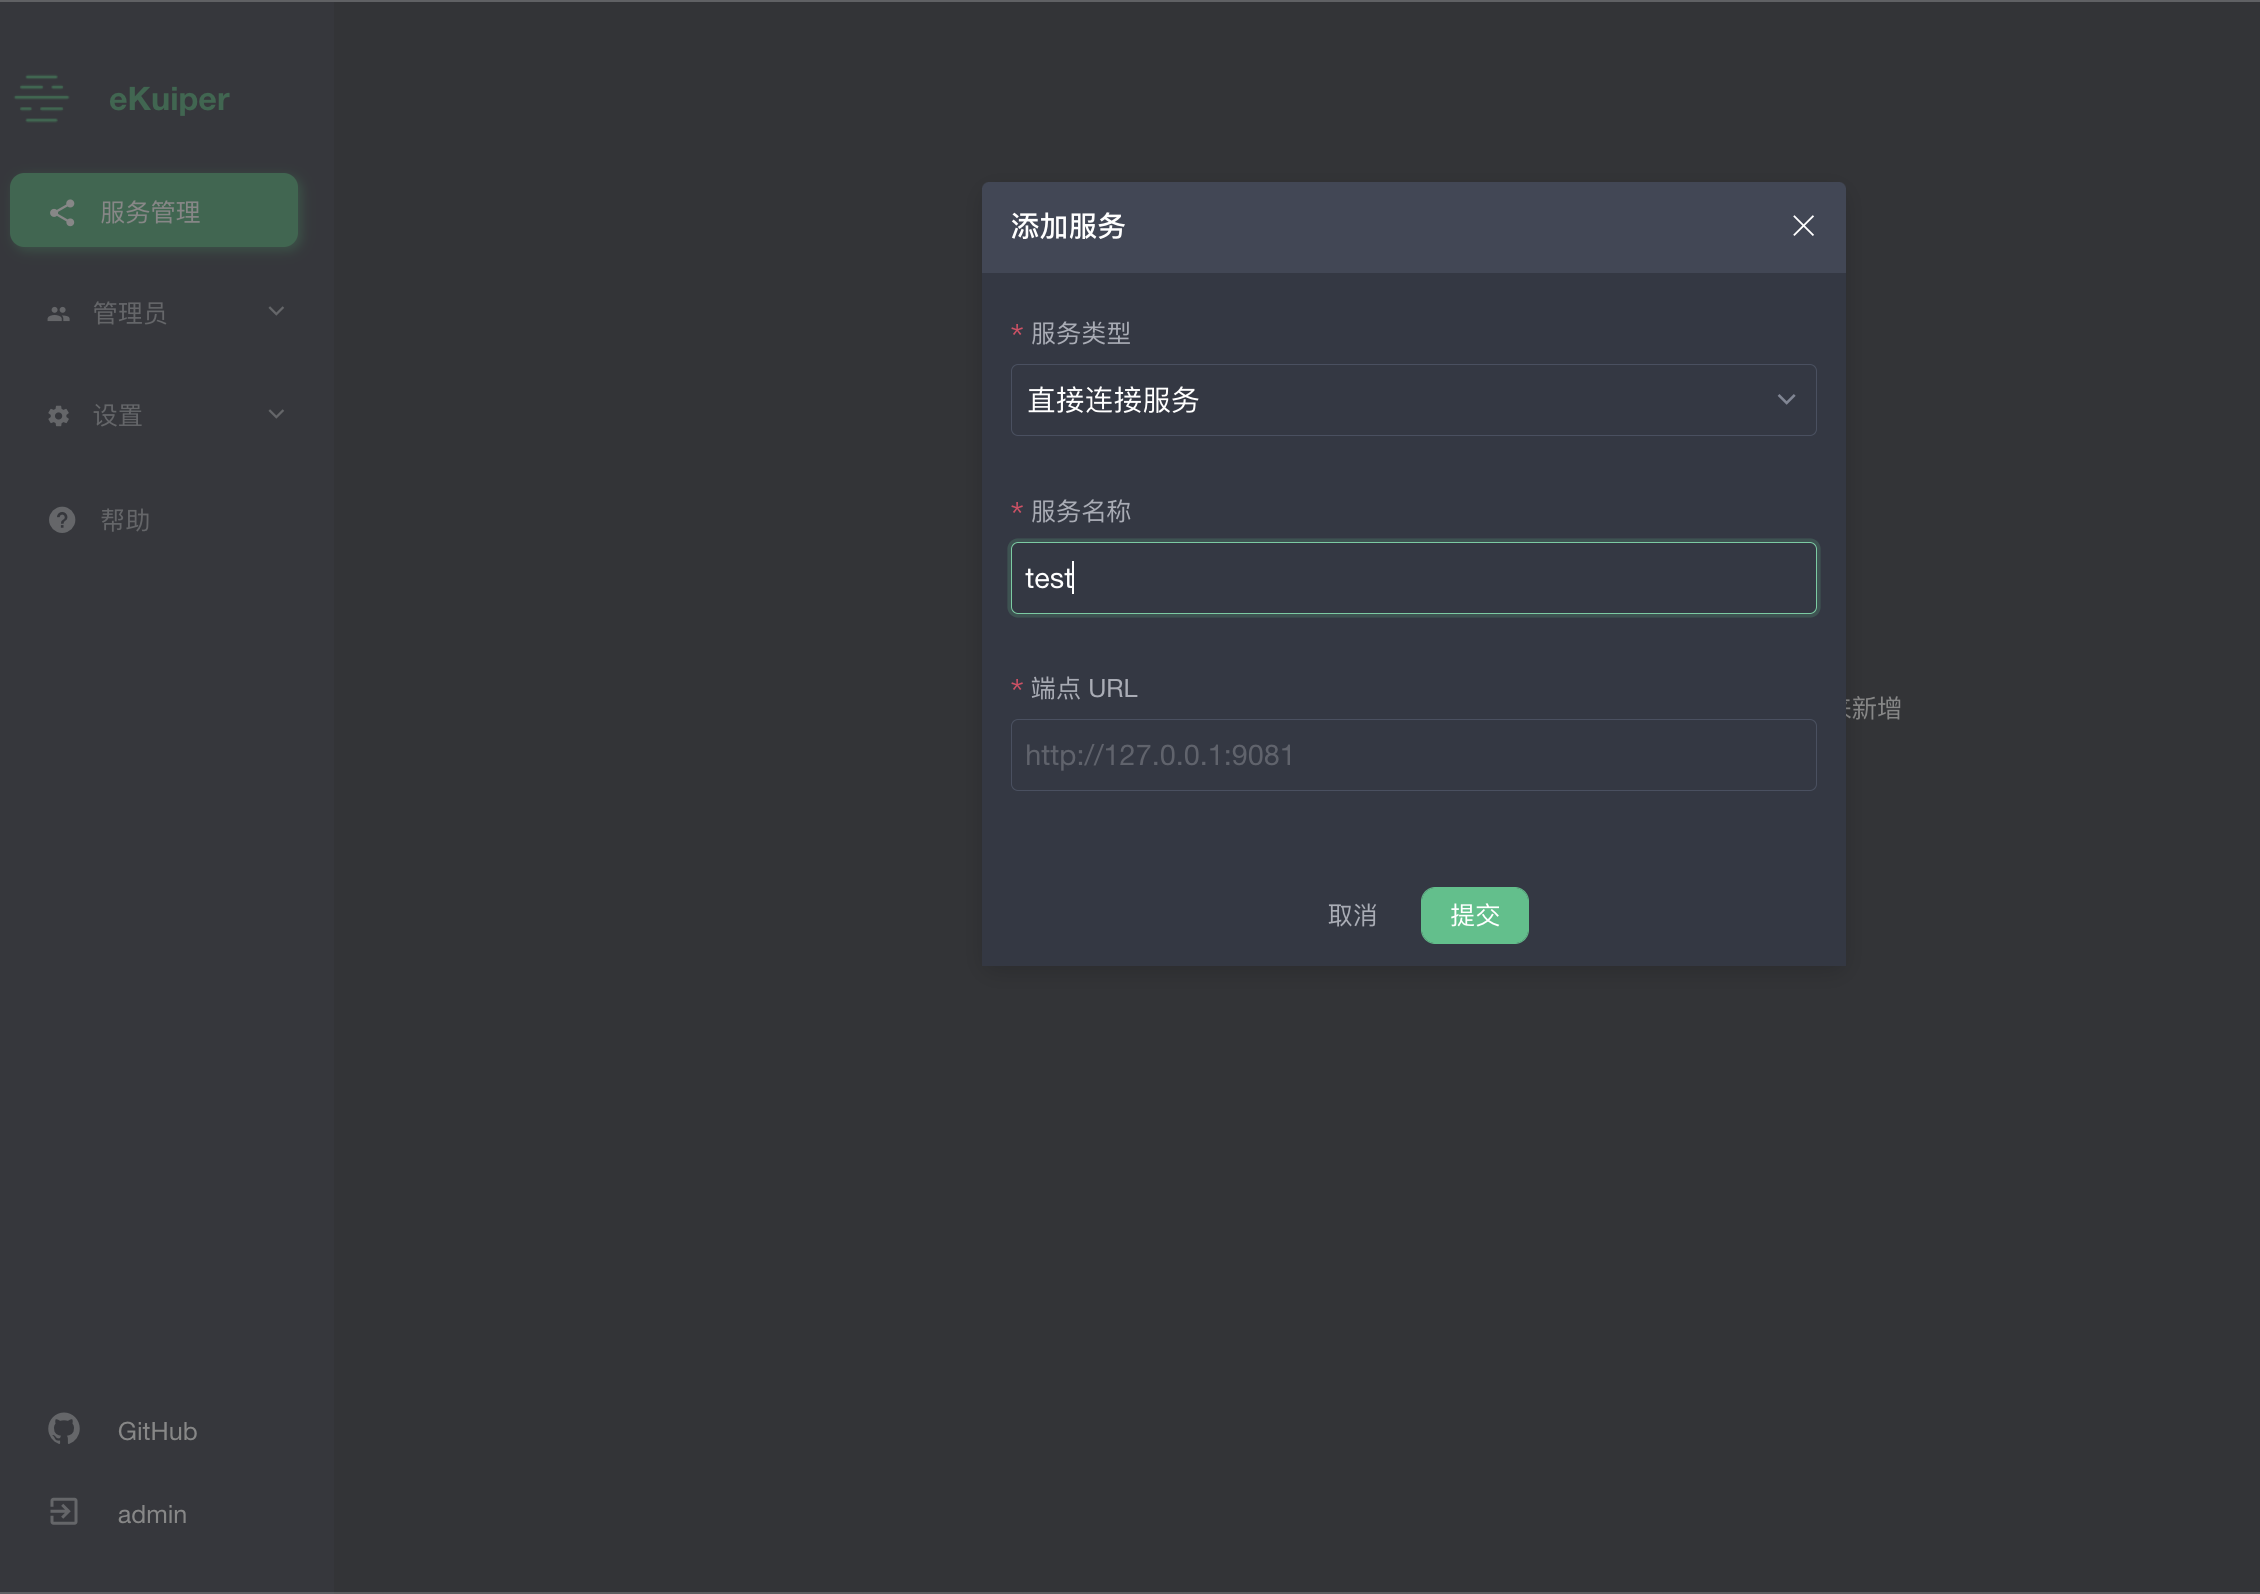 eKuiper
服务管理
管理员
设置
帮助
GitHub
admin
添加服务
* 服务类型
直接连接服务
* 服务名称
test
* 端点 URL
http://127.0.0.1:9081
取消
提交
新增